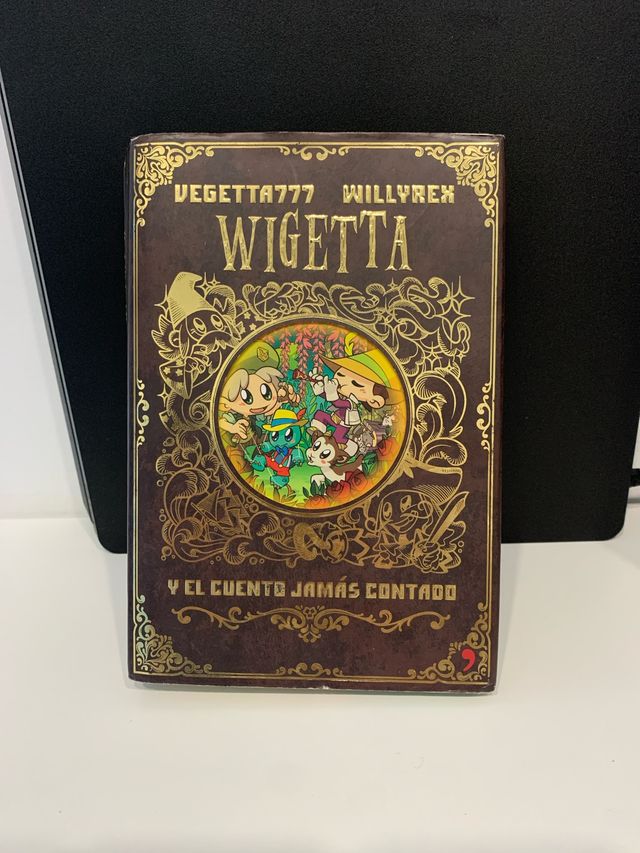 VEGETTA777 WILLYREX
WIGETTA
Y EL CUENTO JAMÁS CONTADO